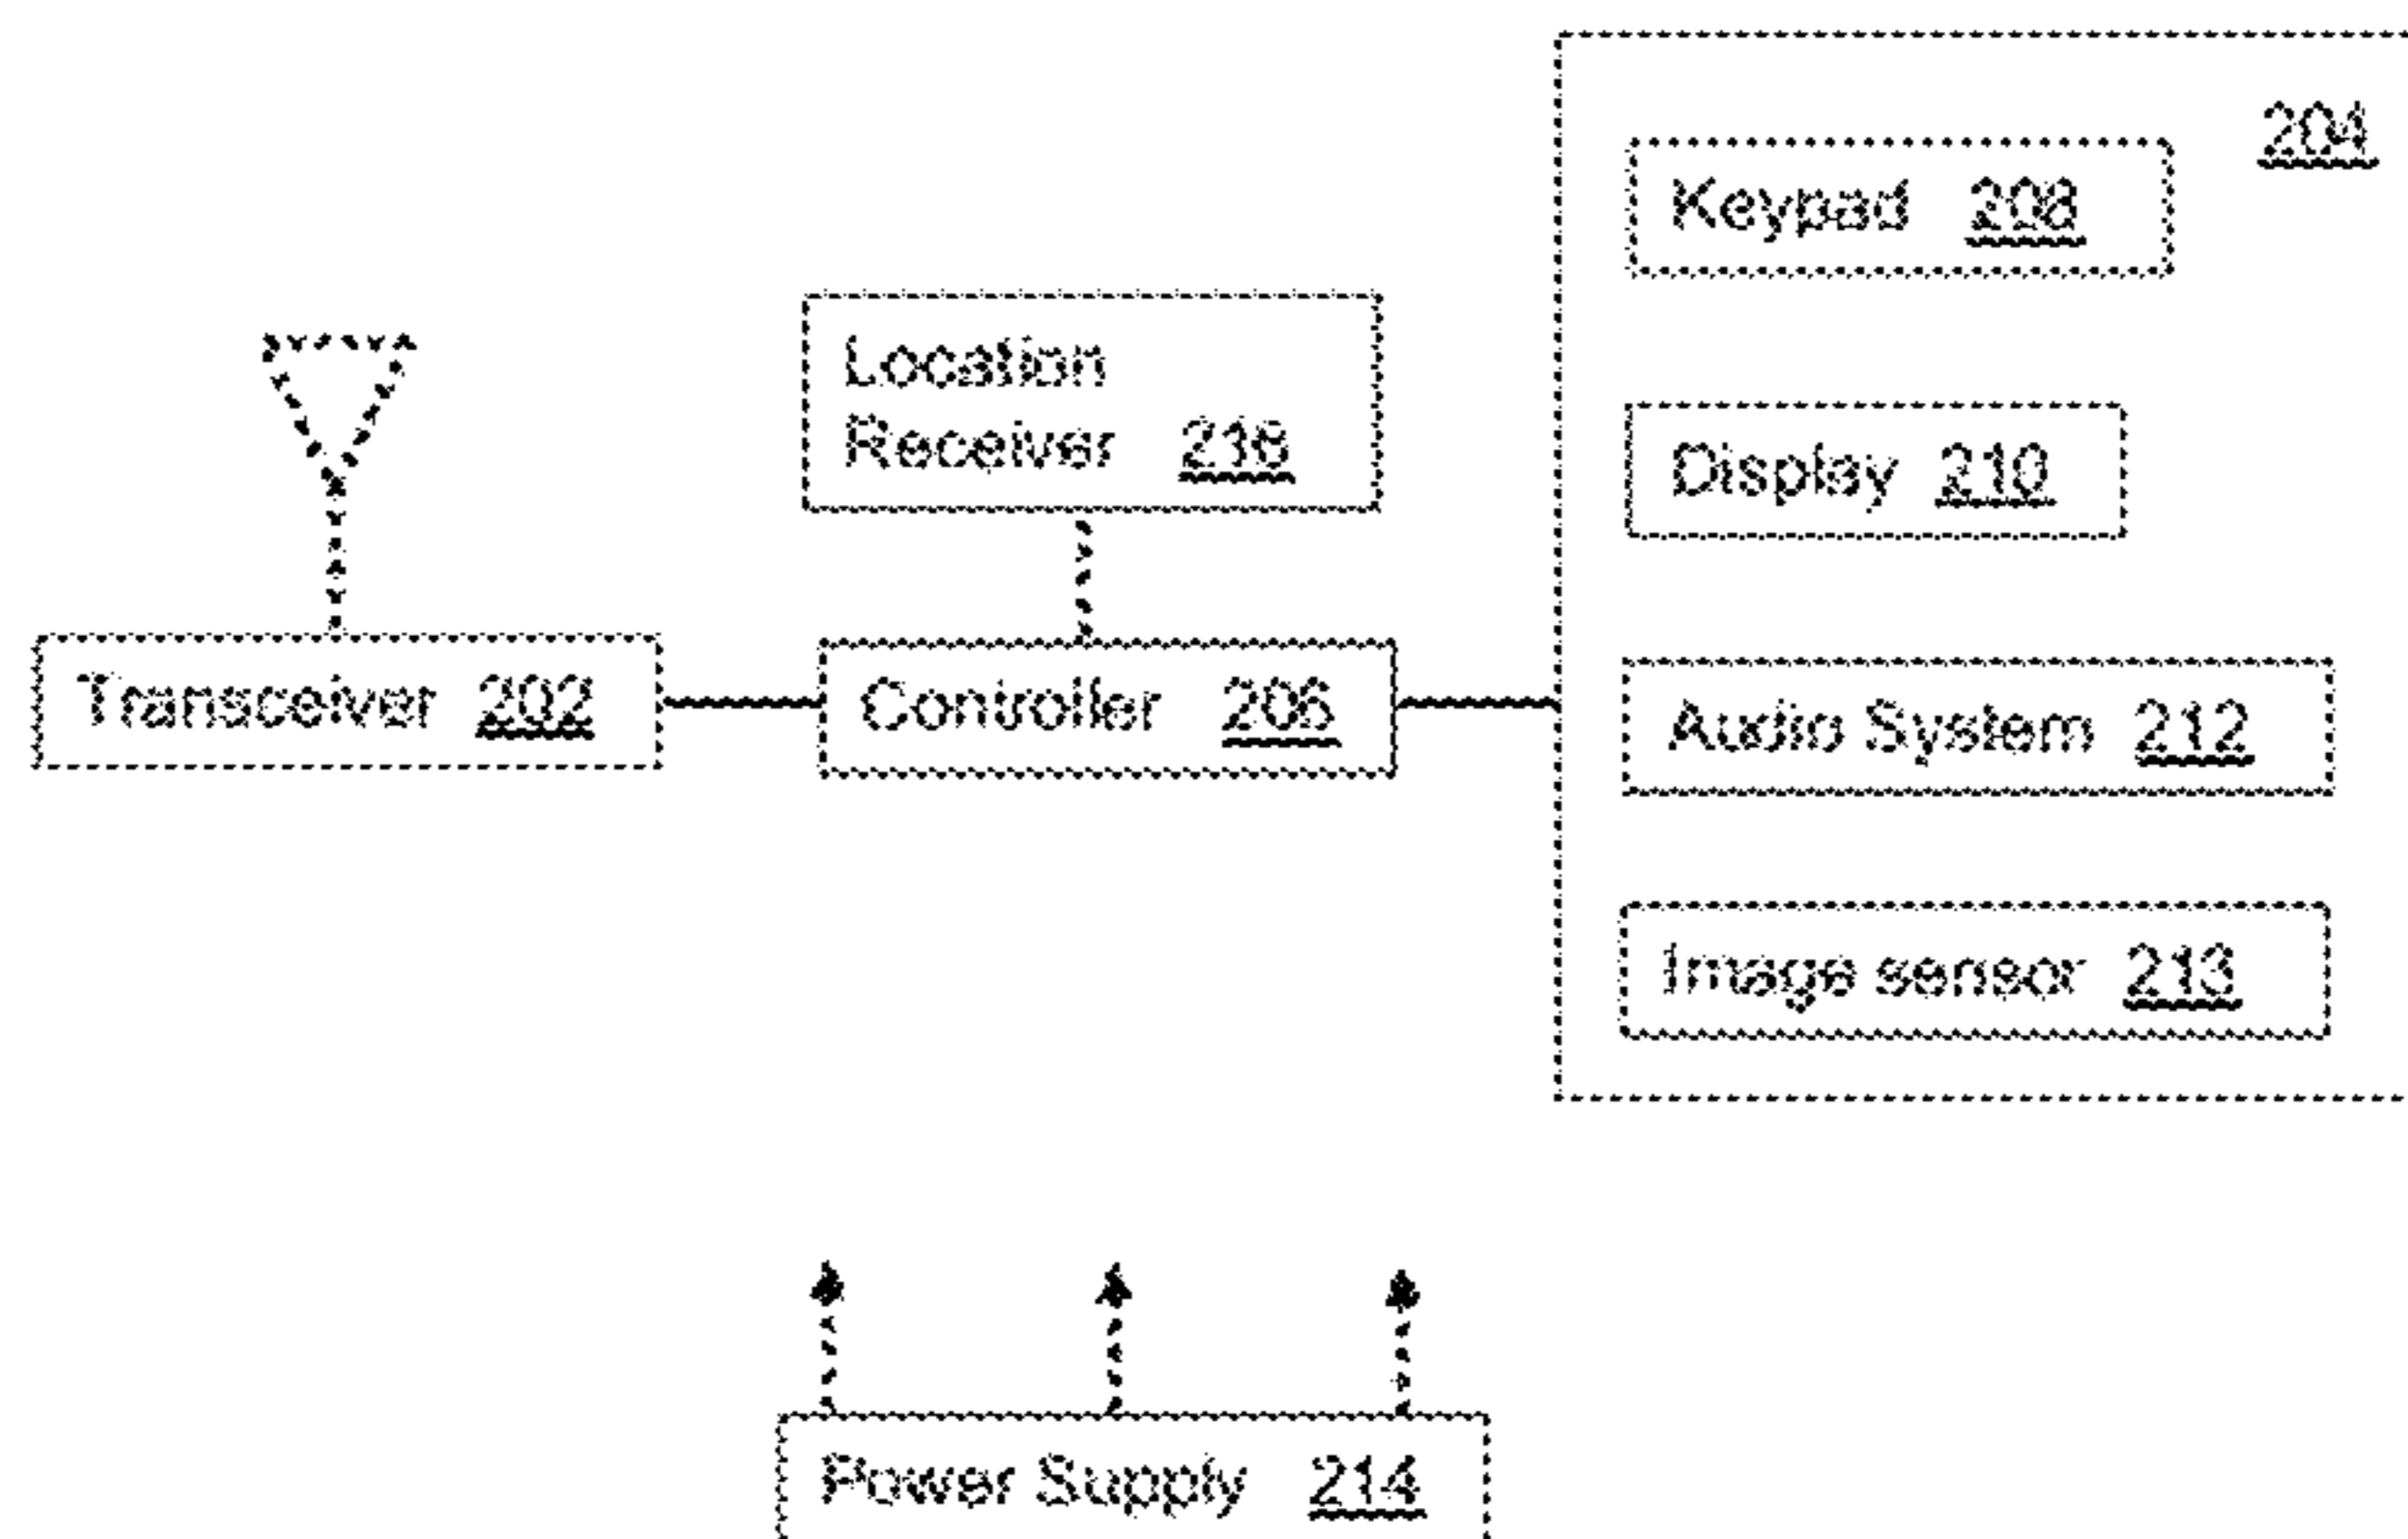 204
Keypad 208
Location
Receiver 216
Display 210
Transceiver 202
Controller 206
Audio System 212
Image sensor 213
Power Supply 214